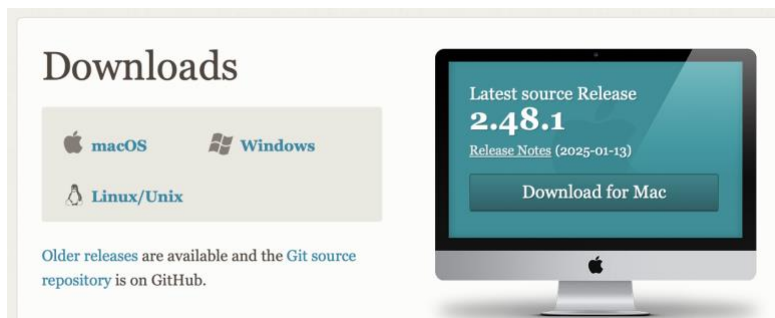 Downloads
macOS
Windows
Linux/Unix
Older releases are available and the Git source
repository is on GitHub.
Latest source Release
2.48.1
Release Notes (2025-01-13)
Download for Mac